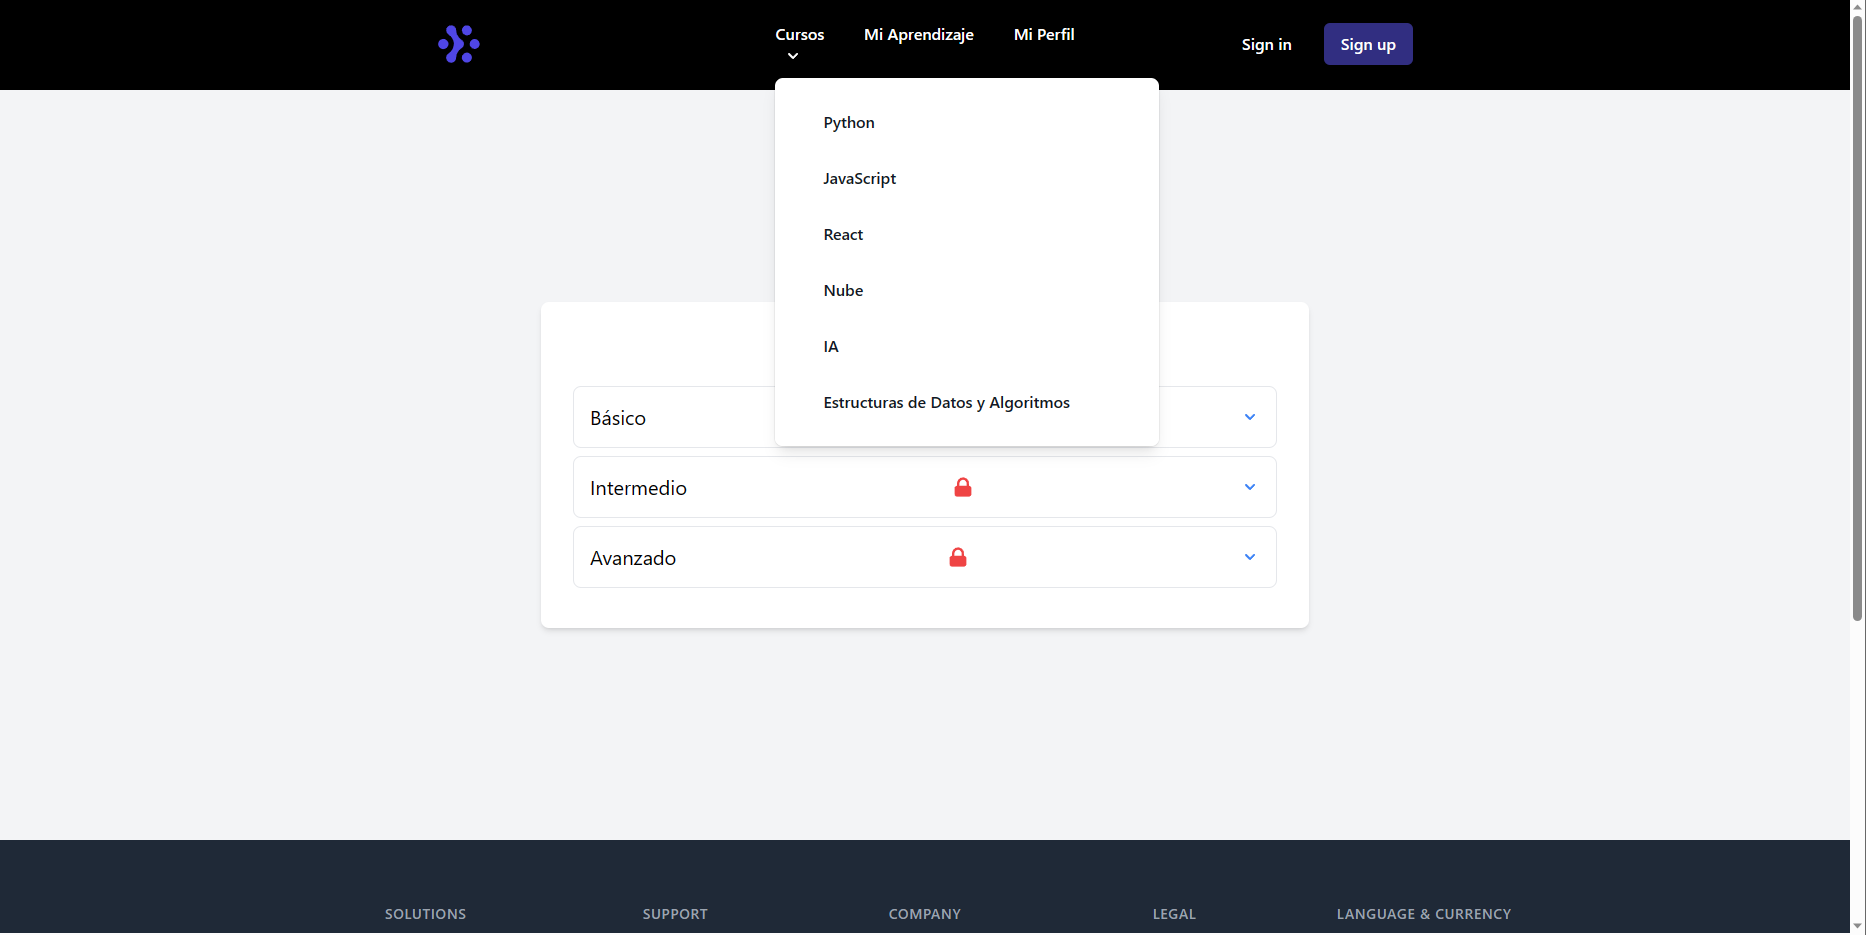 Cursos
Mi Aprendizaje
Mi Perfil
Sign in
Sign up
Python
JavaScript
React
Nube
IA
Estructuras de Datos y Algoritmos
Básico
Intermedio
Avanzado
SOLUTIONS
SUPPORT
COMPANY
LEGAL
LANGUAGE & CURRENCY